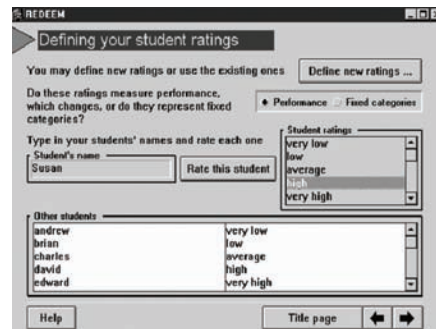 REDEEM
Defining your student ratings
You may define new ratings or use the existing ones
Define new ratings ...
Do these ratings measure performance,
which changes, or do they represent fixed
categories?
Performance Fixed categories
Type in your students' names and rate each one
Student's name
Susan
Rate this student
Student ratings
very low
low
average
high
very high
Other students
andrew very low
brian low
charles average
david high
edward very high
Help
Title page